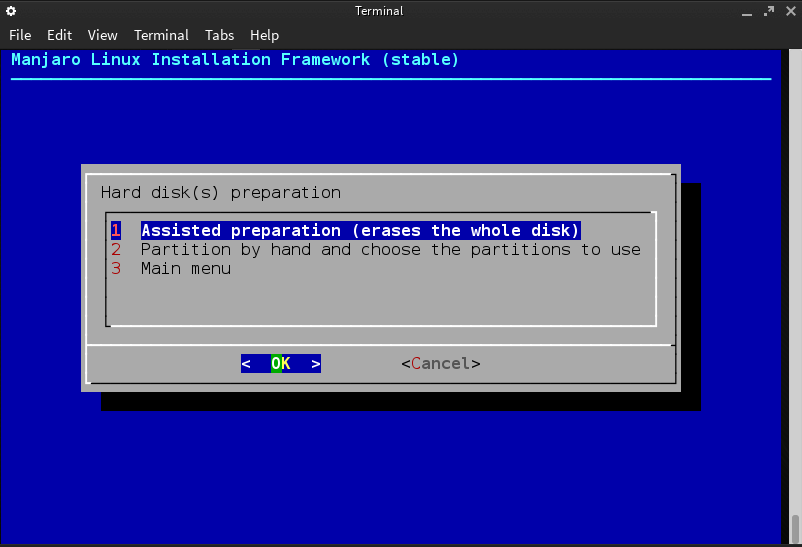 Terminal
File Edit View Terminal Tabs Help
Manjaro Linux Installation Framework (stable)
Hard disk(s) preparation
1 Assisted preparation (erases the whole disk)
2 Partition by hand and choose the partitions to use
3 Main menu
< OK > <Cancel>